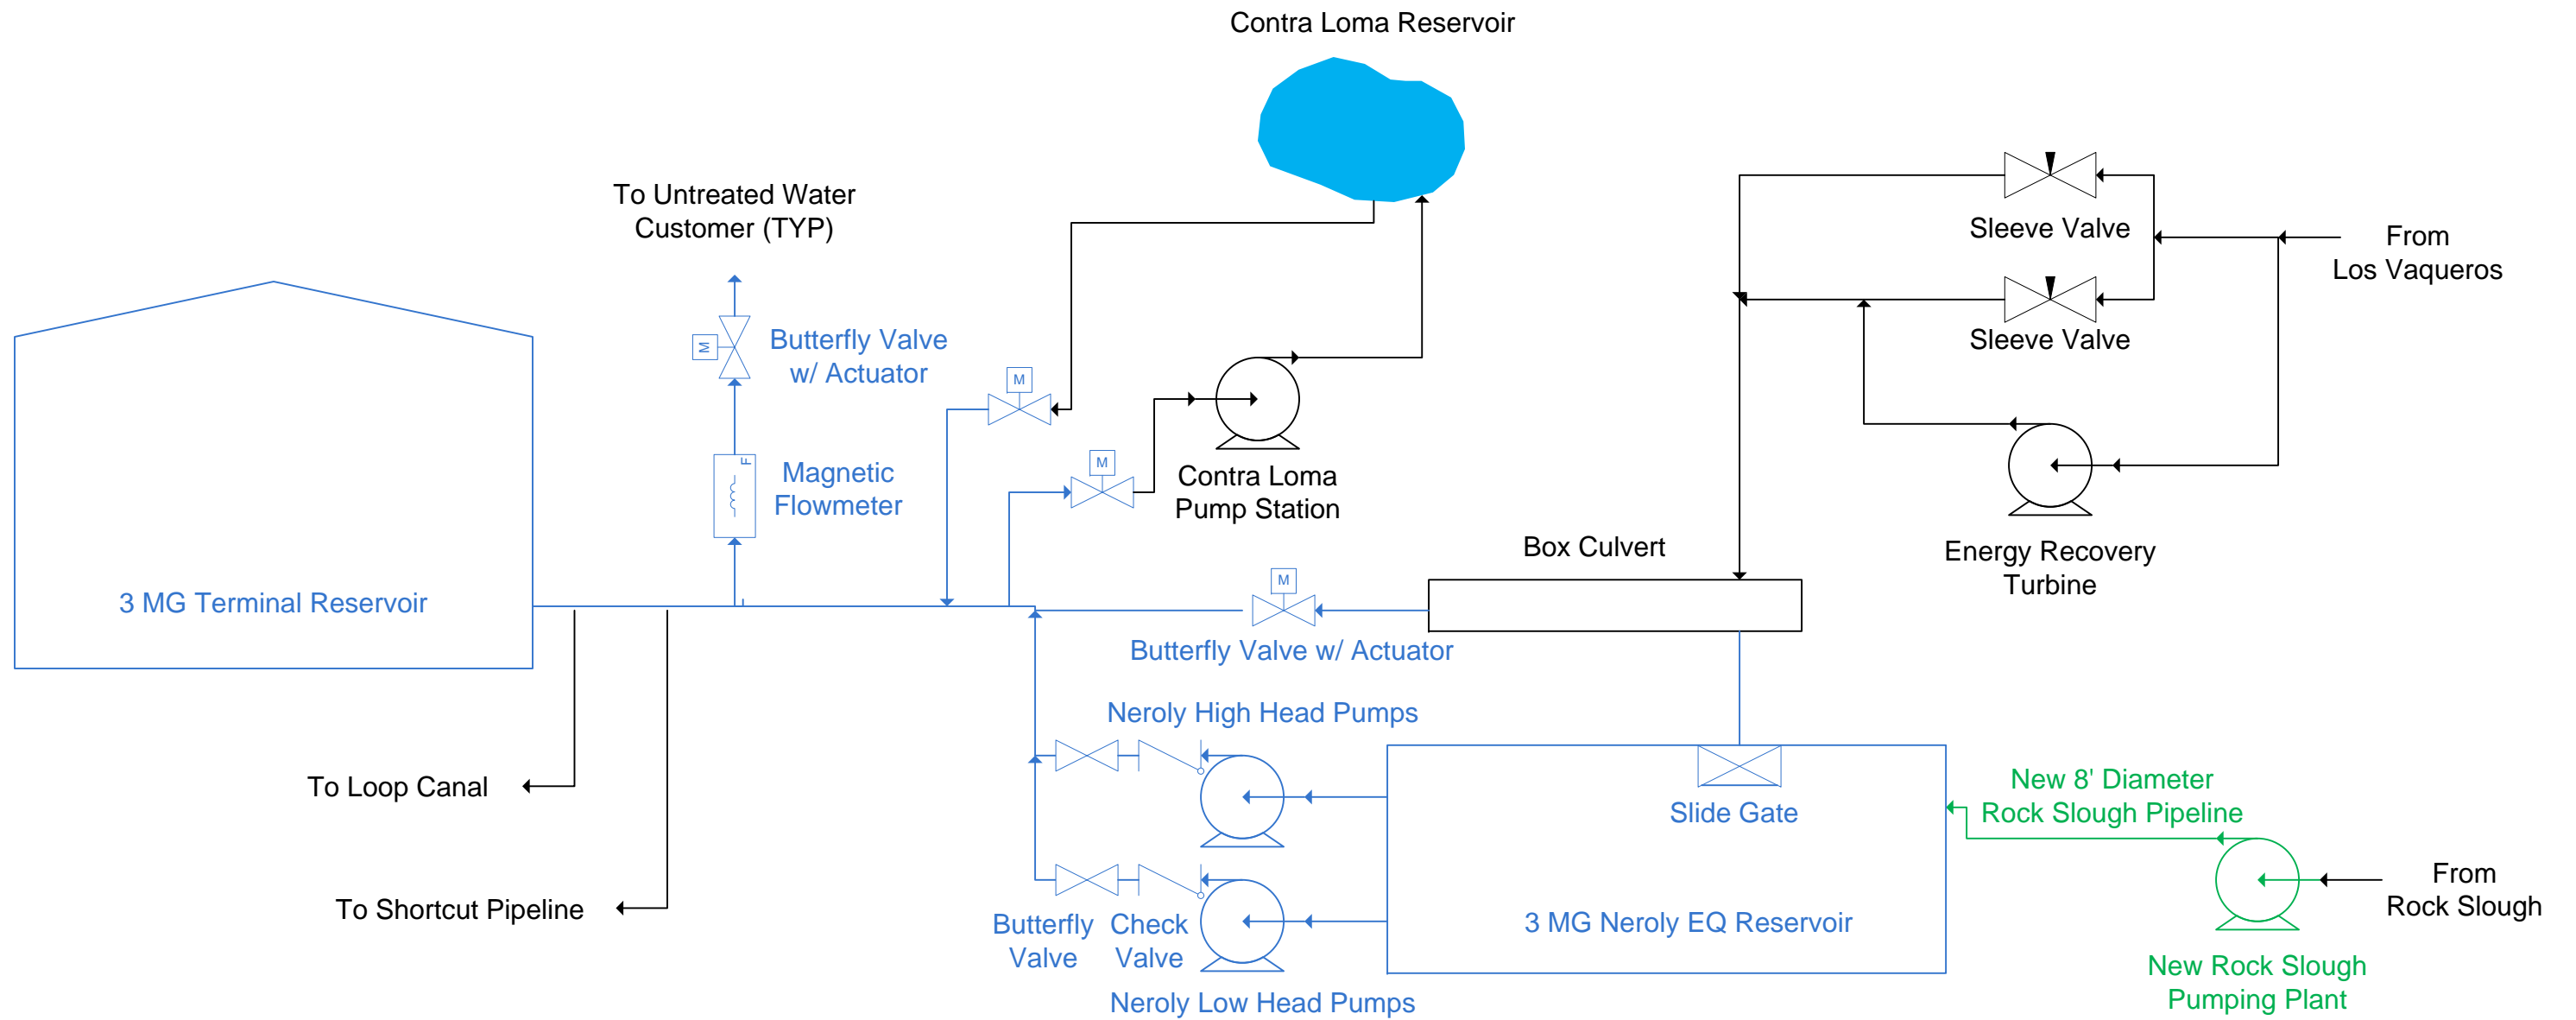 Contra Loma Reservoir
To Untreated Water
Customer (TYP)
Sleeve Valve
From
Los Vaqueros
M
Butterfly Valve
w/ Actuator
Sleeve Valve
M
M
F
Magnetic
Flowmeter
Contra Loma
Pump Station
Energy Recovery
Turbine
Box Culvert
M
3 MG Terminal Reservoir
Butterfly Valve w/ Actuator
Neroly High Head Pumps
To Loop Canal
Slide Gate
New 8' Diameter
Rock Slough Pipeline
To Shortcut Pipeline
Butterfly
Valve
Check
Valve
3 MG Neroly EQ Reservoir
From
Rock Slough
Neroly Low Head Pumps
New Rock Slough
Pumping Plant